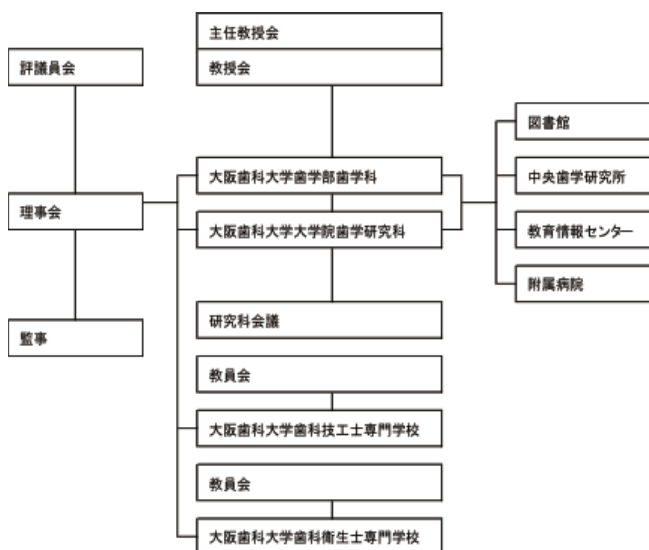 主任教授会
評議員会
教授会
図書館
大阪歯科大学歯学部歯学科
中央歯学研究所
理事会
大阪歯科大学大学院歯学研究科
教育情報センター
附属病院
研究科会議
監事
教員会
大阪歯科大学歯科技工士専門学校
教員会
大阪歯科大学歯科衛生士専門学校